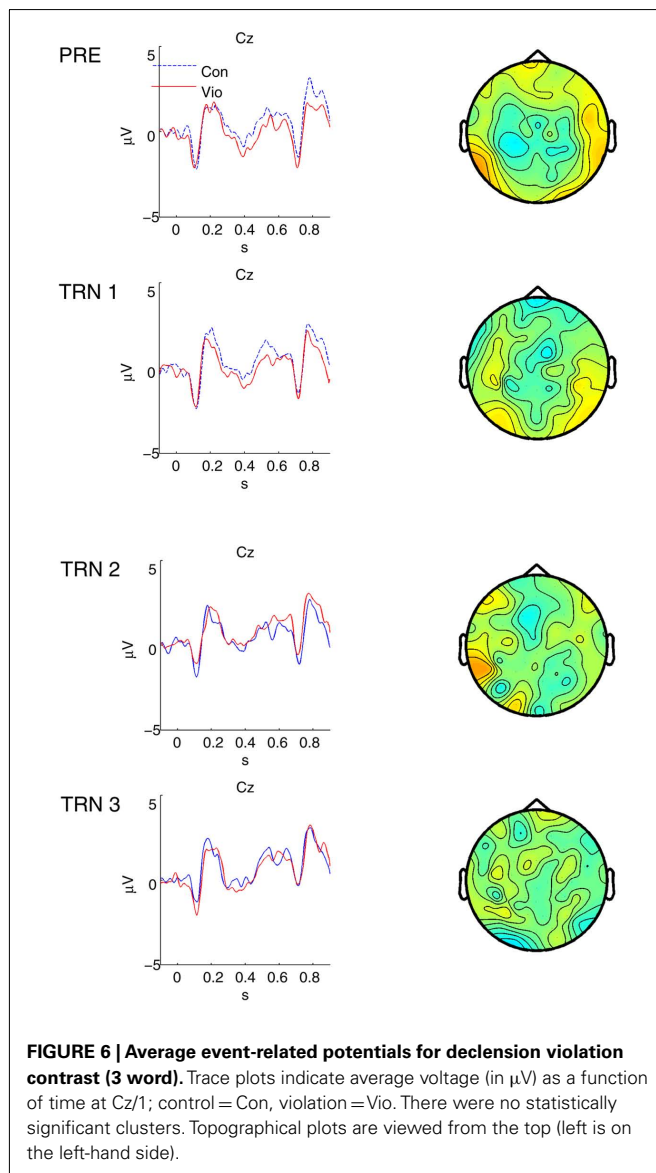 PRE
Cz
5
Con
Vio
μV
0
−5
0 0.2 0.4 0.6 0.8
s
TRN 1
Cz
5
μV
0
−5
0 0.2 0.4 0.6 0.8
s
TRN 2
Cz
5
μV
0
−5
0 0.2 0.4 0.6 0.8
s
TRN 3
Cz
5
μV
0
−5
0 0.2 0.4 0.6 0.8
s
FIGURE 6 | Average event-related potentials for declension violation
contrast (3 word). Trace plots indicate average voltage (in μV) as a function
of time at Cz/1; control = Con, violation = Vio. There were no statistically
significant clusters. Topographical plots are viewed from the top (left is on
the left-hand side).